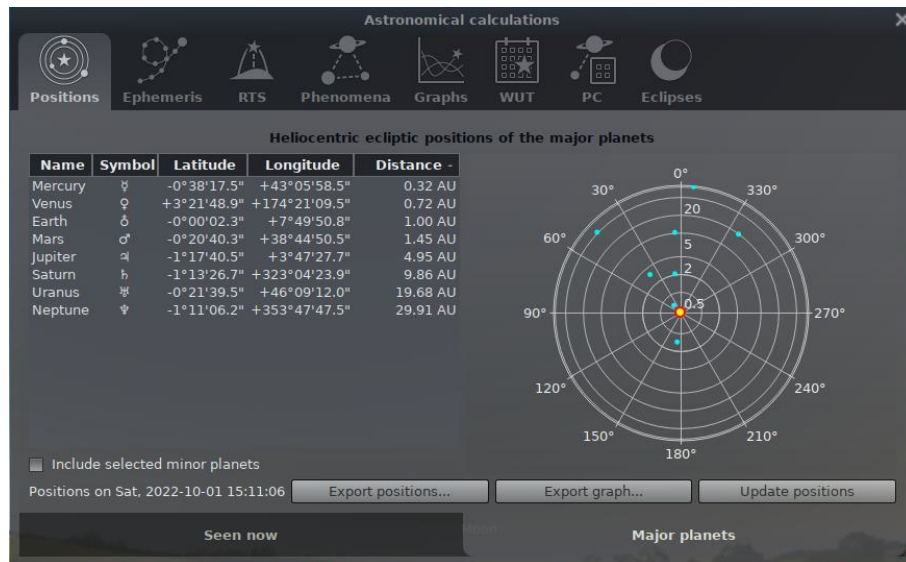 Astronomical calculations
Positions Ephemeris RTS Phenomena Graphs WUT PC Eclipses
Heliocentric ecliptic positions of the major planets
Name Symbol Latitude Longitude Distance
Mercury ☿ -0°38'17.5" +43°05'58.5" 0.32 AU
Venus ♀ +3°21'48.9" +174°21'09.5" 0.72 AU
Earth ♁ -0°00'02.3" +7°49'50.8" 1.00 AU
Mars ♂ -0°20'40.3" +38°44'50.5" 1.45 AU
Jupiter ♃ -1°17'40.5" +3°47'27.7" 4.95 AU
Saturn ♄ -1°13'26.7" +323°04'23.9" 9.86 AU
Uranus ♅ -0°21'39.5" +46°09'12.0" 19.68 AU
Neptune ♆ -1°11'06.2" +353°47'47.5" 29.91 AU
0°
30° 330°
20
60° 5 300°
2
0.5
90° 270°
120° 240°
150° 210°
180°
Include selected minor planets
Positions on Sat, 2022-10-01 15:11:06 Export positions... Export graph... Update positions
Seen now Moon Major planets